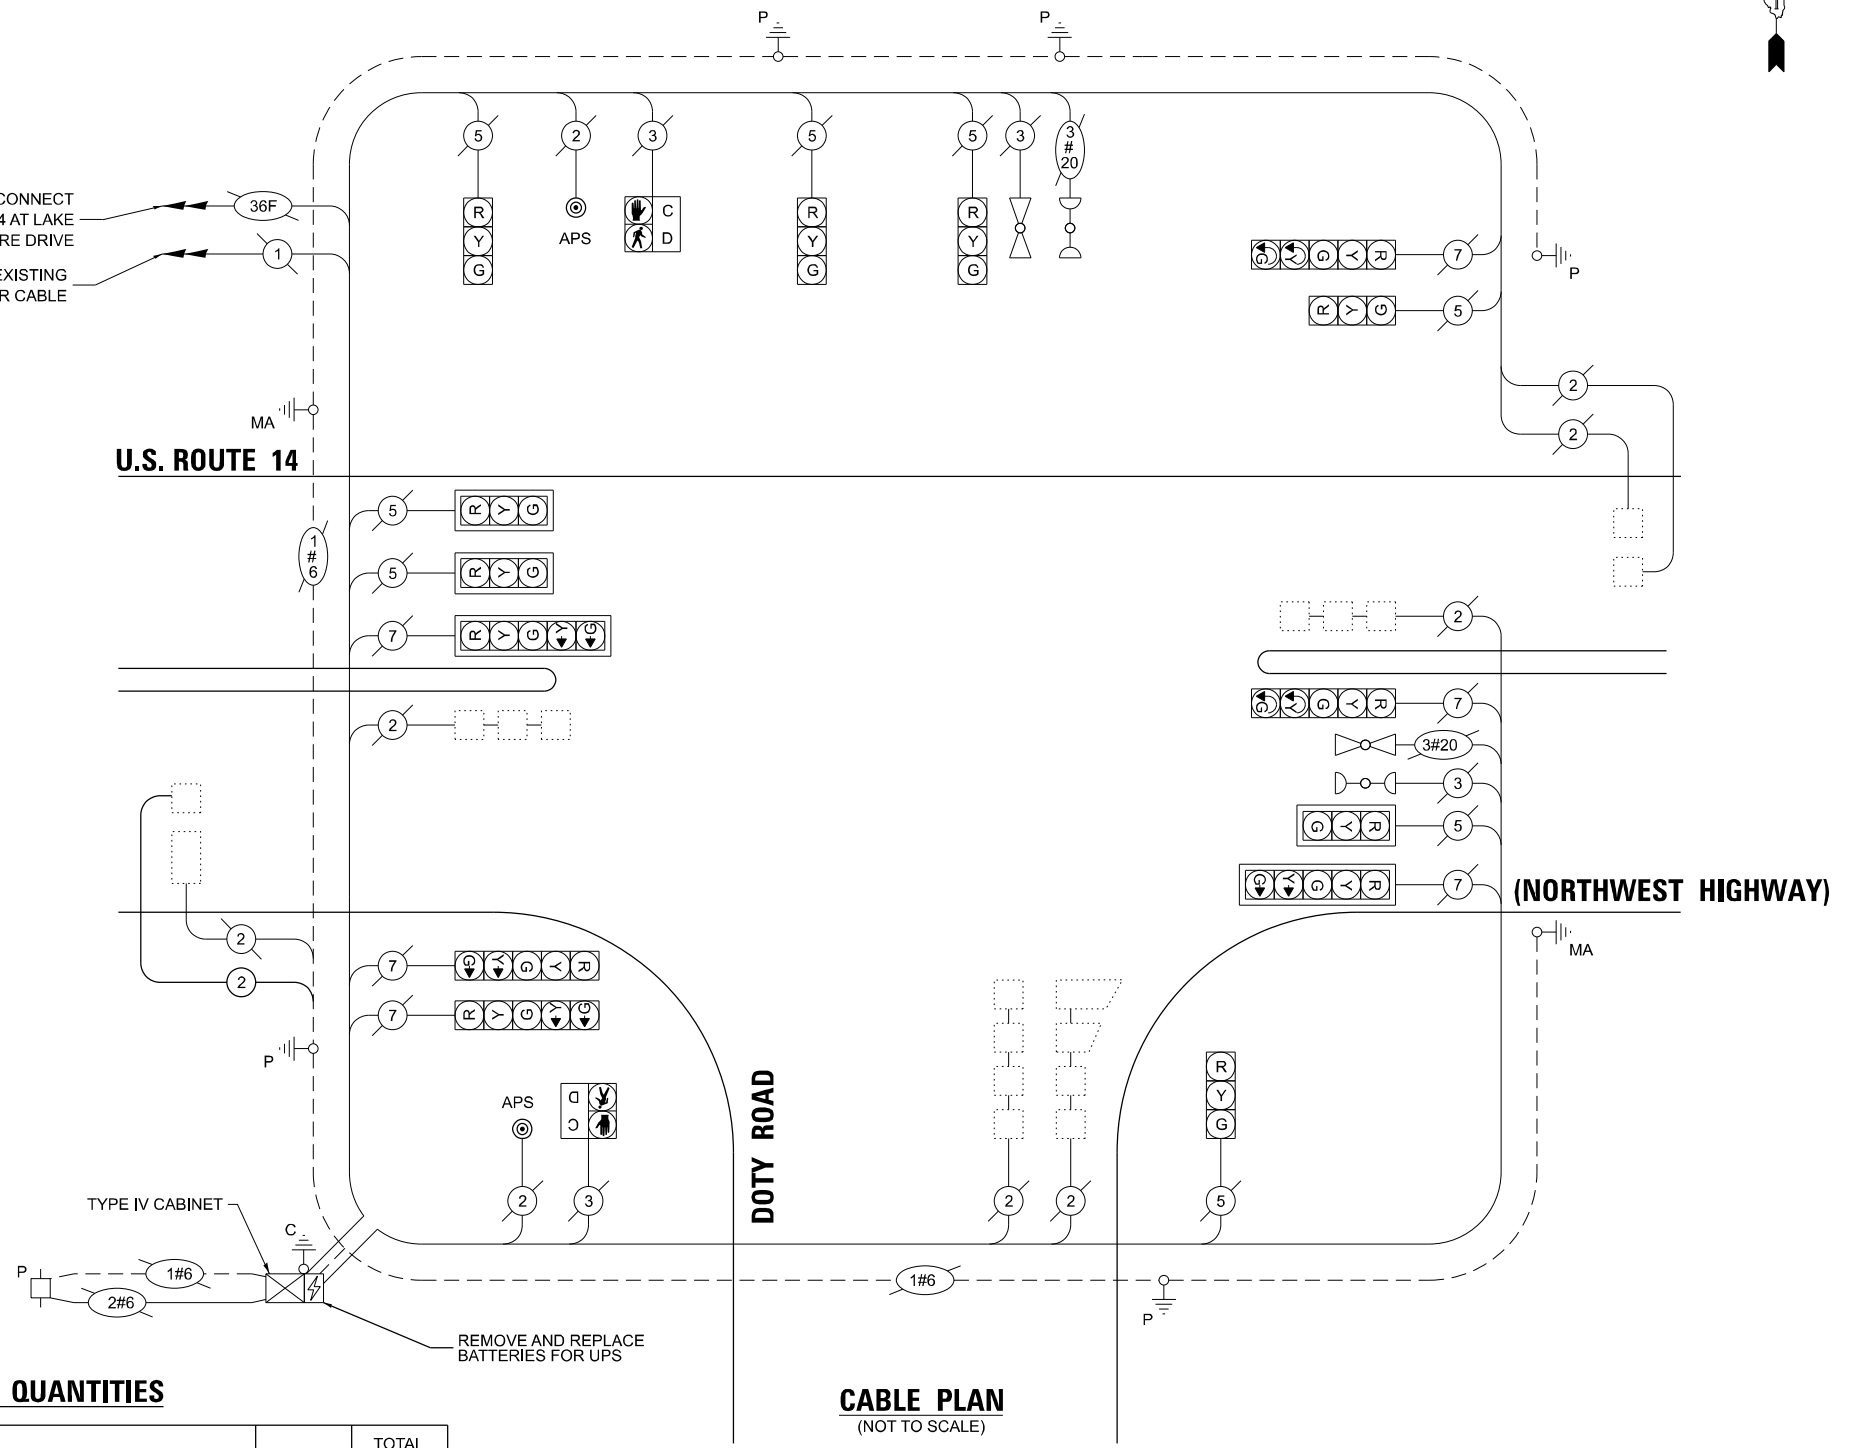 P
P
5
2
3
5
5
3
3
#
20
CONNECT
4 AT LAKE
RE DRIVE
36F
1
EXISTING
R CABLE
R
Y
G
APS
C
D
R
Y
G
R
Y
G
G Y G Y R
7
R Y G
5
P
2
2
MA
U.S. ROUTE 14
5
R Y G
1
#
6
5
R Y G
7
R Y G Y G
2
2
G Y G Y R
7
3#20
3
G Y R
5
G Y G Y R
7
(NORTHWEST HIGHWAY)
MA
2
2
7
G Y G Y R
7
R Y G Y G
P
APS
D
C
2
3
DOTY ROAD
2
2
R
Y
G
5
TYPE IV CABINET
C
P
1#6
2#6
1#6
P
REMOVE AND REPLACE
BATTERIES FOR UPS
QUANTITIES
CABLE PLAN
(NOT TO SCALE)
TOTAL